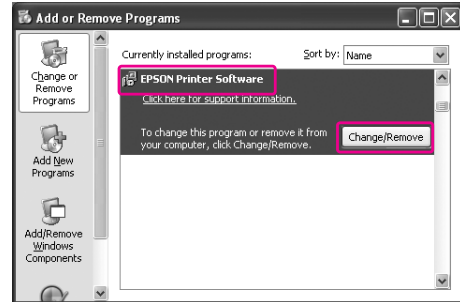 Add or Remove Programs
Change or
Remove
Programs
Add New
Programs
Add/Remove
Windows
Components
Currently installed programs:
Sort by: Name
EPSON Printer Software
Click here for support information.
To change this program or remove it from
your computer, click Change/Remove.
Change/Remove